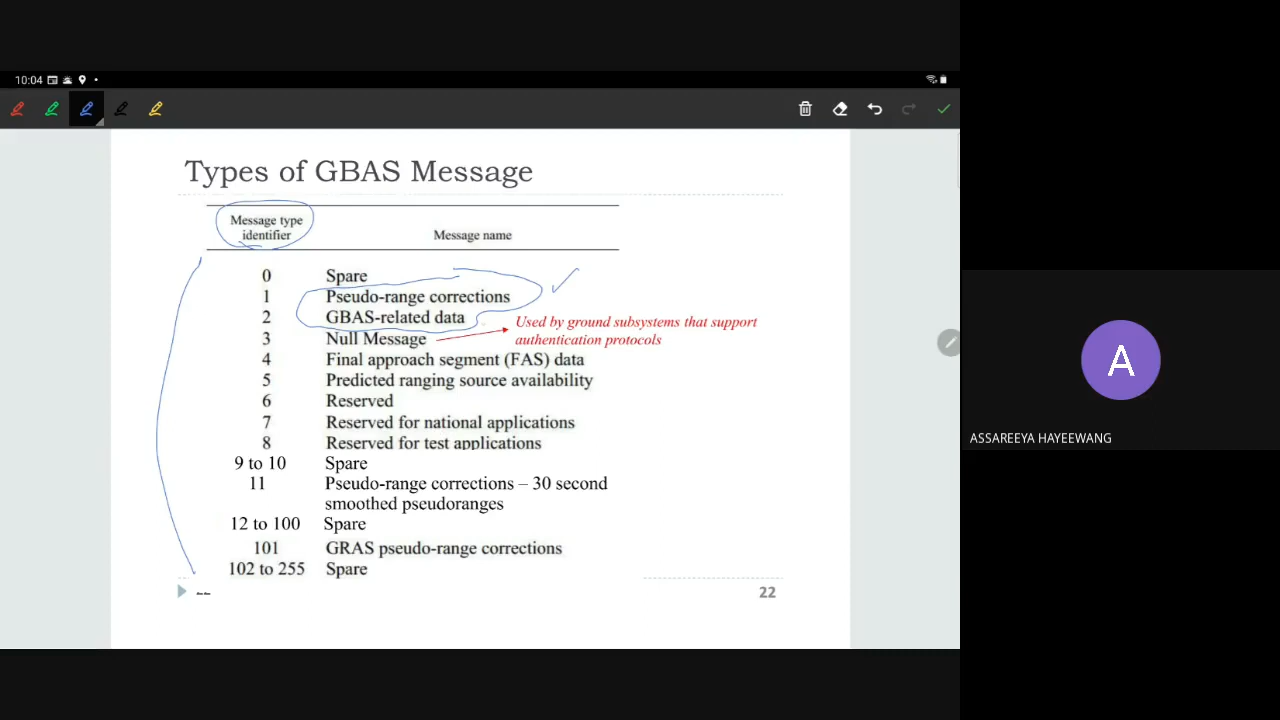 10:04
Types of GBAS Message
Message type
identifier
Message name
0 Spare
1 Pseudo-range corrections
2 GBAS-related data
Used by ground subsystems that support
authentication protocols
3 Null Message
4 Final approach segment (FAS) data
5 Predicted ranging source availability
6 Reserved
7 Reserved for national applications
8 Reserved for test applications
9 to 10 Spare
11 Pseudo-range corrections – 30 second
smoothed pseudoranges
12 to 100 Spare
101 GRAS pseudo-range corrections
102 to 255 Spare
22
A
ASSAREEYA HAYEEWANG